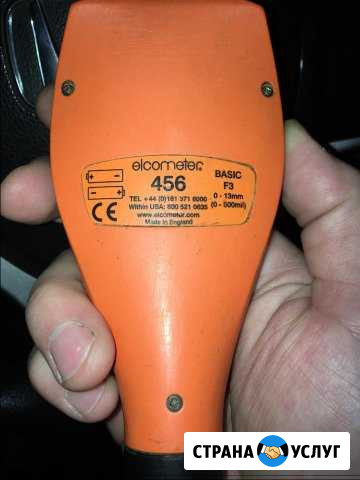 elcometer
456
BASIC
F3
0 - 13mm
(0 - 500mil)
TEL +44 (0)161 371 6000
Within USA: 800 521 0635
www.elcometer.com
Made in England
CE
СТРАНА УСЛУГ